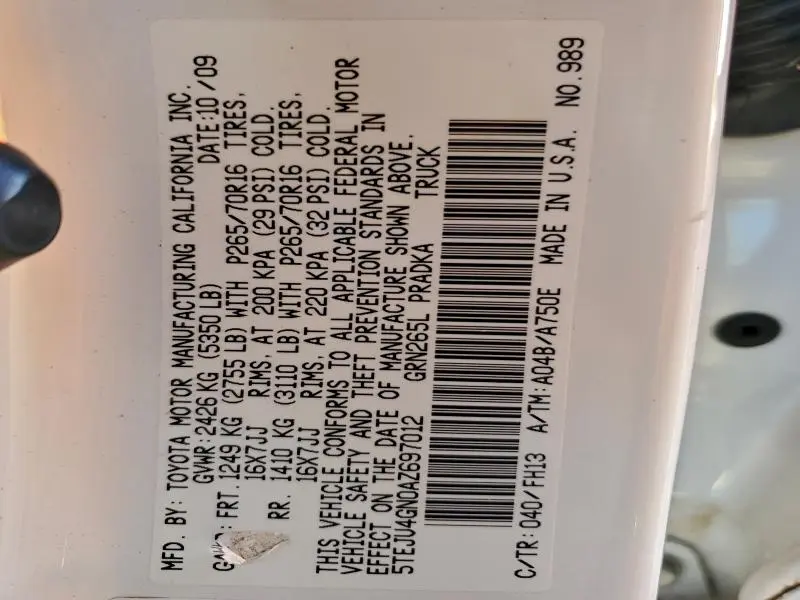 MFD. BY: TOYOTA MOTOR MANUFACTURING CALIFORNIA INC.
GVWR: 2426 KG (5350 LB) DATE: 10 /09
FRT. 1249 KG (2755 LB) WITH P265/70R16 TIRES,
16X7JJ RIMS, AT 200 KPA (29 PSI) COLD.
RR. 1410 KG (3110 LB) WITH P265/70R16 TIRES,
16X7JJ RIMS, AT 220 KPA (32 PSI) COLD.
THIS VEHICLE CONFORMS TO ALL APPLICABLE FEDERAL MOTOR
VEHICLE SAFETY AND THEFT PREVENTION STANDARDS IN
EFFECT ON THE DATE OF MANUFACTURE SHOWN ABOVE.
5TEJU4GN0AZ697012 GRN265L PRADKA TRUCK
C/TR: 040/FH13 A/TM: A04B/A750E MADE IN U.S.A. NO. 989